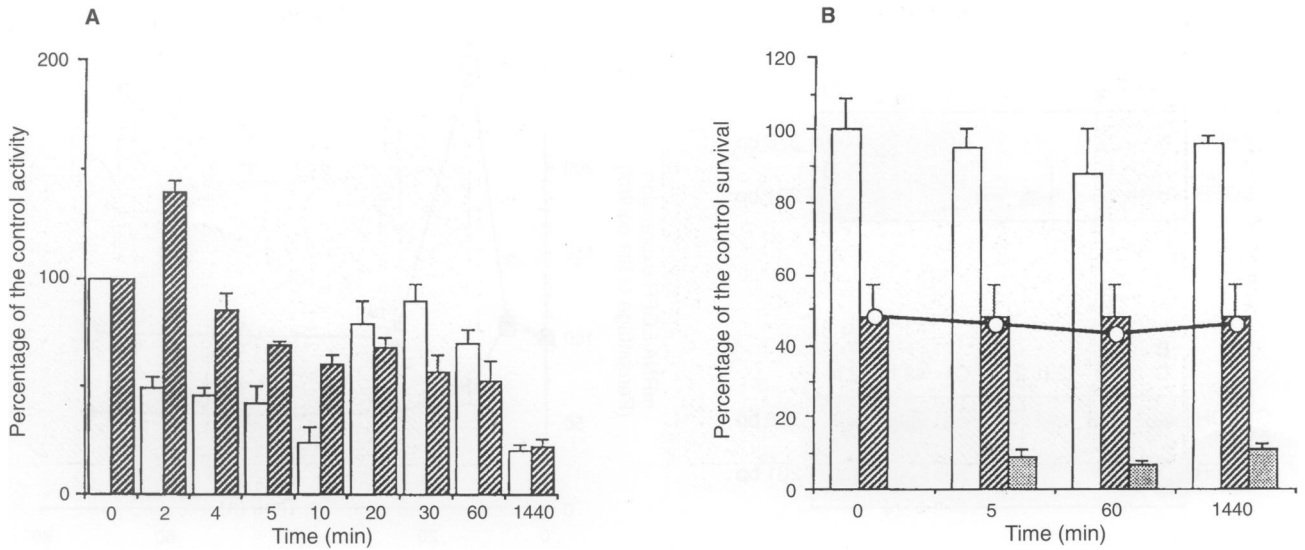 A
Percentage of the control activity
200
100
0
0 2 4 5 10 20 30 60 1440
Time (min)
B
Percentage of the control survival
120
100
80
60
40
20
0
0 5 60 1440
Time (min)